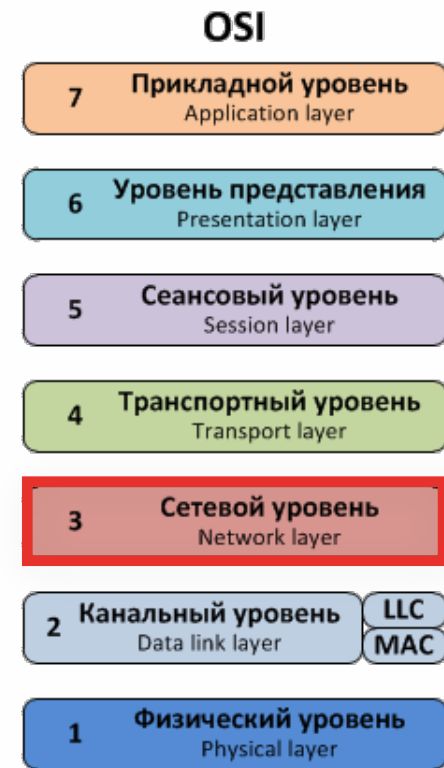 OSI
7 Прикладной уровень
Application layer
6 Уровень представления
Presentation layer
5 Сеансовый уровень
Session layer
4 Транспортный уровень
Transport layer
3 Сетевой уровень
Network layer
2 Канальный уровень LLC
Data link layer MAC
1 Физический уровень
Physical layer